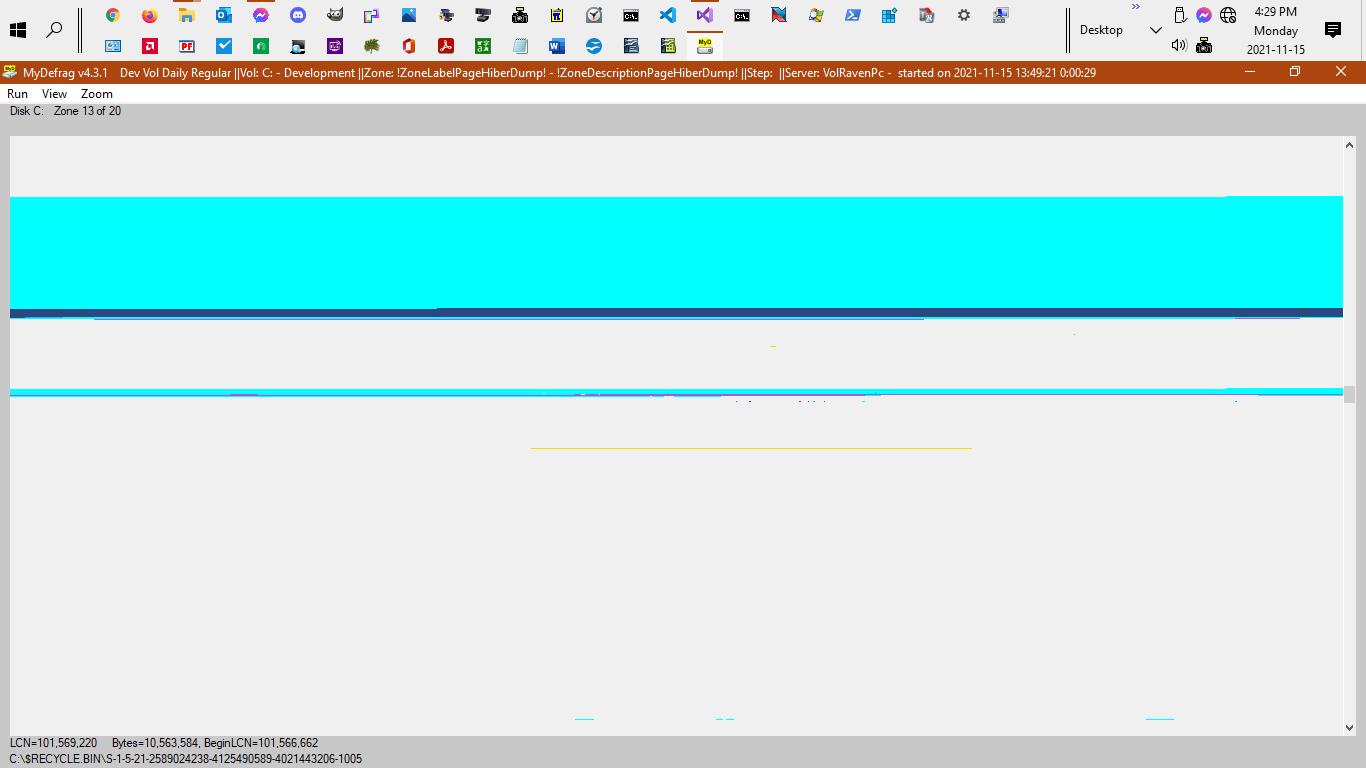 4:29 PM
Desktop
Monday
2021-11-15
MyDefrag v4.3.1 Dev Vol Daily Regular ||Vol: C: - Development ||Zone: !ZoneLabelPageHiberDump! - !ZoneDescriptionPageHiberDump! ||Step: ||Server: VolRavenPc - started on 2021-11-15 13:49:21 0:00:29
Run View Zoom
Disk C: Zone 13 of 20
LCN=101,569,220 Bytes=10,563,584, BeginLCN=101,566,662
C:\$RECYCLE.BIN\S-1-5-21-2589024238-4125490589-4021443206-1005